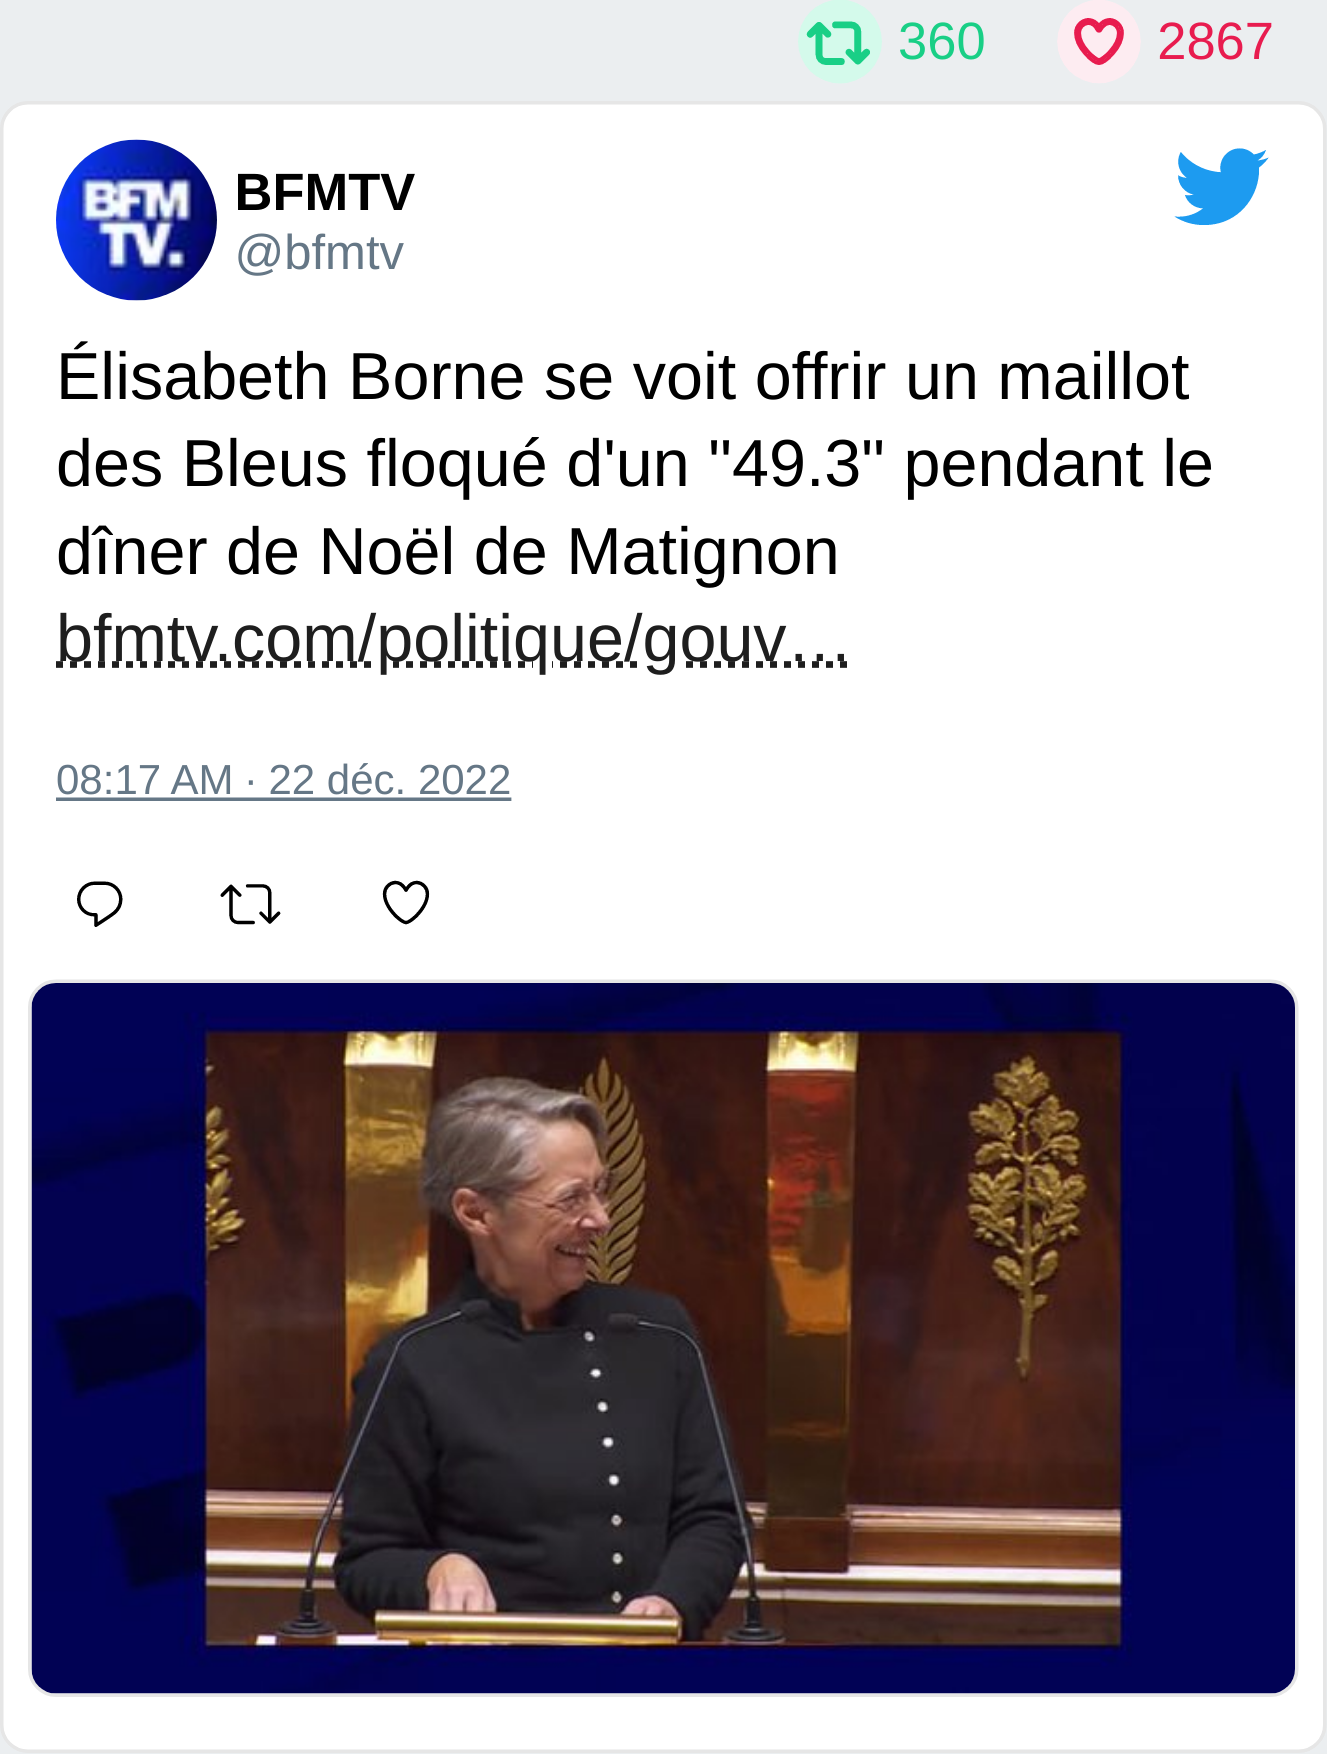 360 2867
BFM
TV.
BFMTV
@bfmtv
Élisabeth Borne se voit offrir un maillot
des Bleus floqué d'un "49.3" pendant le
dîner de Noël de Matignon
bfmtv.com/politique/gouv…
08:17 AM · 22 déc. 2022